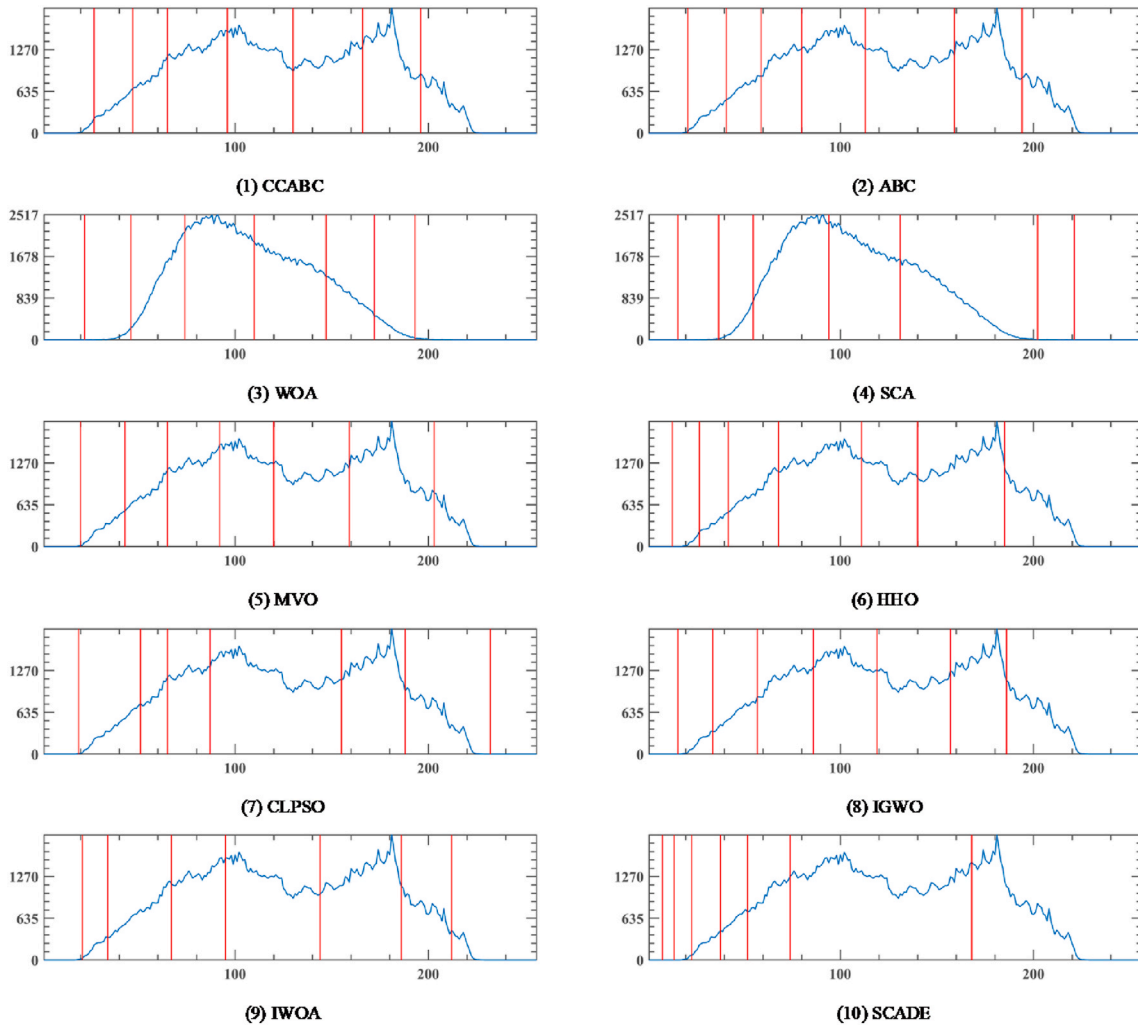 1270 1270
635 635
0 0
100 200 100 200
(1) CCABC (2) ABC
2517 2517
1678 1678
839 839
0 0
100 200 100 200
(3) WOA (4) SCA
1270 1270
635 635
0 0
100 200 100 200
(5) MVO (6) HHO
1270 1270
635 635
0 0
100 200 100 200
(7) CLPSO (8) IGWO
1270 1270
635 635
0 0
100 200 100 200
(9) IWOA (10) SCADE